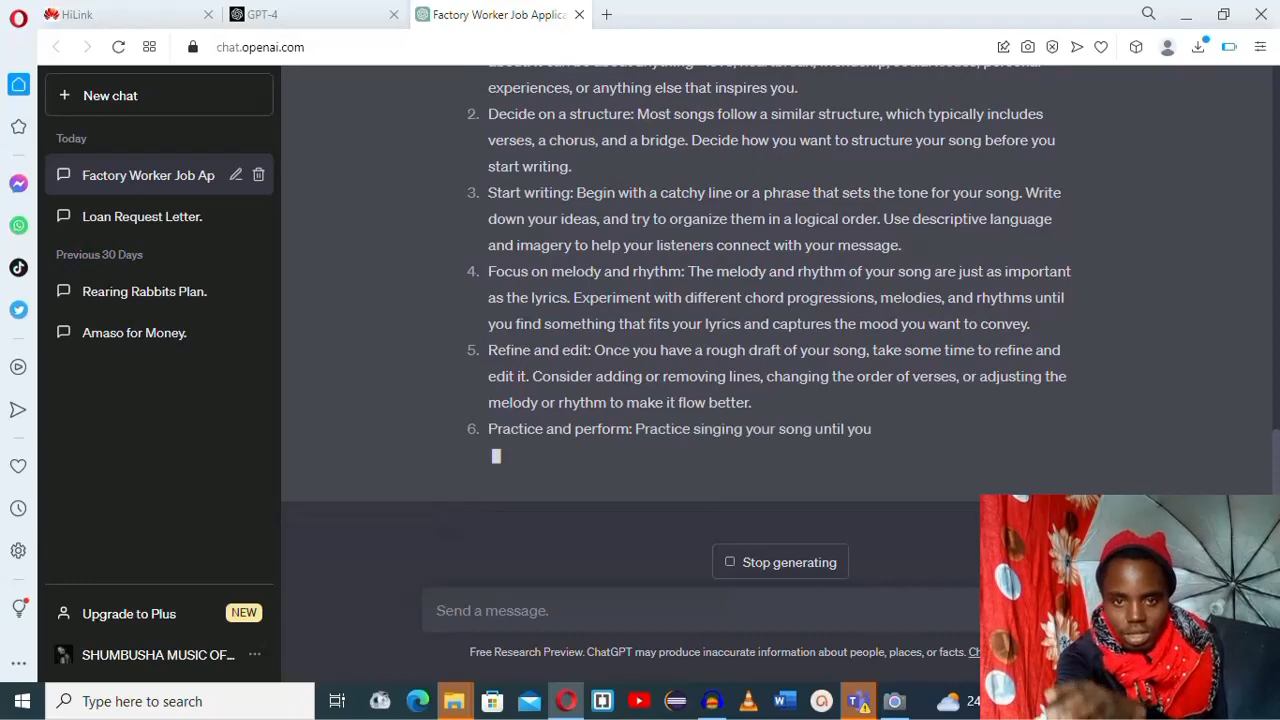 HiLink
GPT-4
Factory Worker Job Applica
chat.openai.com
New chat
Today
Factory Worker Job Ap
Loan Request Letter.
Previous 30 Days
Rearing Rabbits Plan.
Amaso for Money.
Upgrade to Plus
NEW
SHUMBUSHA MUSIC OF...
experiences, or anything else that inspires you.
2. Decide on a structure: Most songs follow a similar structure, which typically includes
verses, a chorus, and a bridge. Decide how you want to structure your song before you
start writing.
3. Start writing: Begin with a catchy line or a phrase that sets the tone for your song. Write
down your ideas, and try to organize them in a logical order. Use descriptive language
and imagery to help your listeners connect with your message.
4. Focus on melody and rhythm: The melody and rhythm of your song are just as important
as the lyrics. Experiment with different chord progressions, melodies, and rhythms until
you find something that fits your lyrics and captures the mood you want to convey.
5. Refine and edit: Once you have a rough draft of your song, take some time to refine and
edit it. Consider adding or removing lines, changing the order of verses, or adjusting the
melody or rhythm to make it flow better.
6. Practice and perform: Practice singing your song until you
Stop generating
Send a message.
Free Research Preview. ChatGPT may produce inaccurate information about people, places, or facts. Ch
Type here to search
24